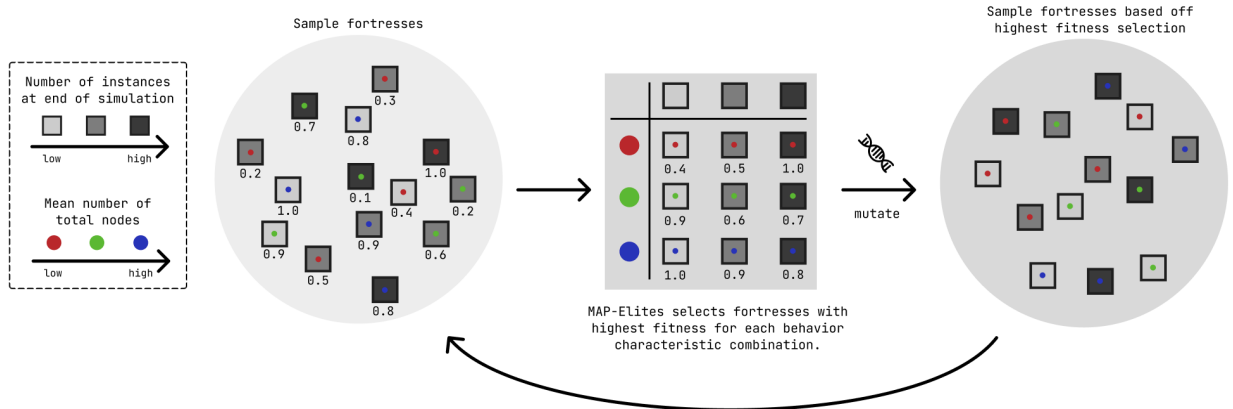 Number of instances
at end of simulation
low high
Mean number of
total nodes
low high
Sample fortresses
0.3
0.7
0.8
0.2
1.0
0.1
1.0
0.4
0.2
0.9
0.9
0.6
0.5
0.8
0.4 0.5 1.0
0.9 0.6 0.7
1.0 0.9 0.8
MAP-Elites selects fortresses with
highest fitness for each behavior
characteristic combination.
mutate
Sample fortresses based off
highest fitness selection